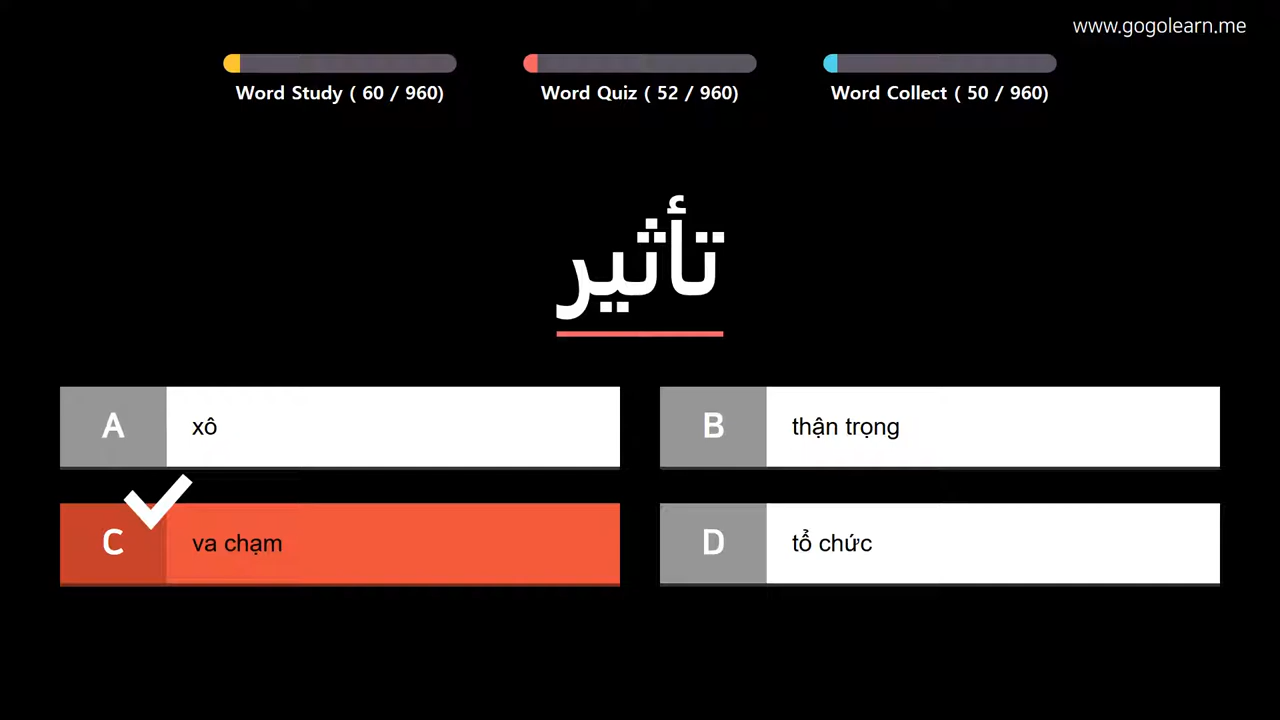 www.gogolearn.me
Word Study ( 60 / 960)
Word Quiz ( 52 / 960)
Word Collect ( 50 / 960)
تأثير
A xô
B thận trọng
C va chạm
D tổ chức